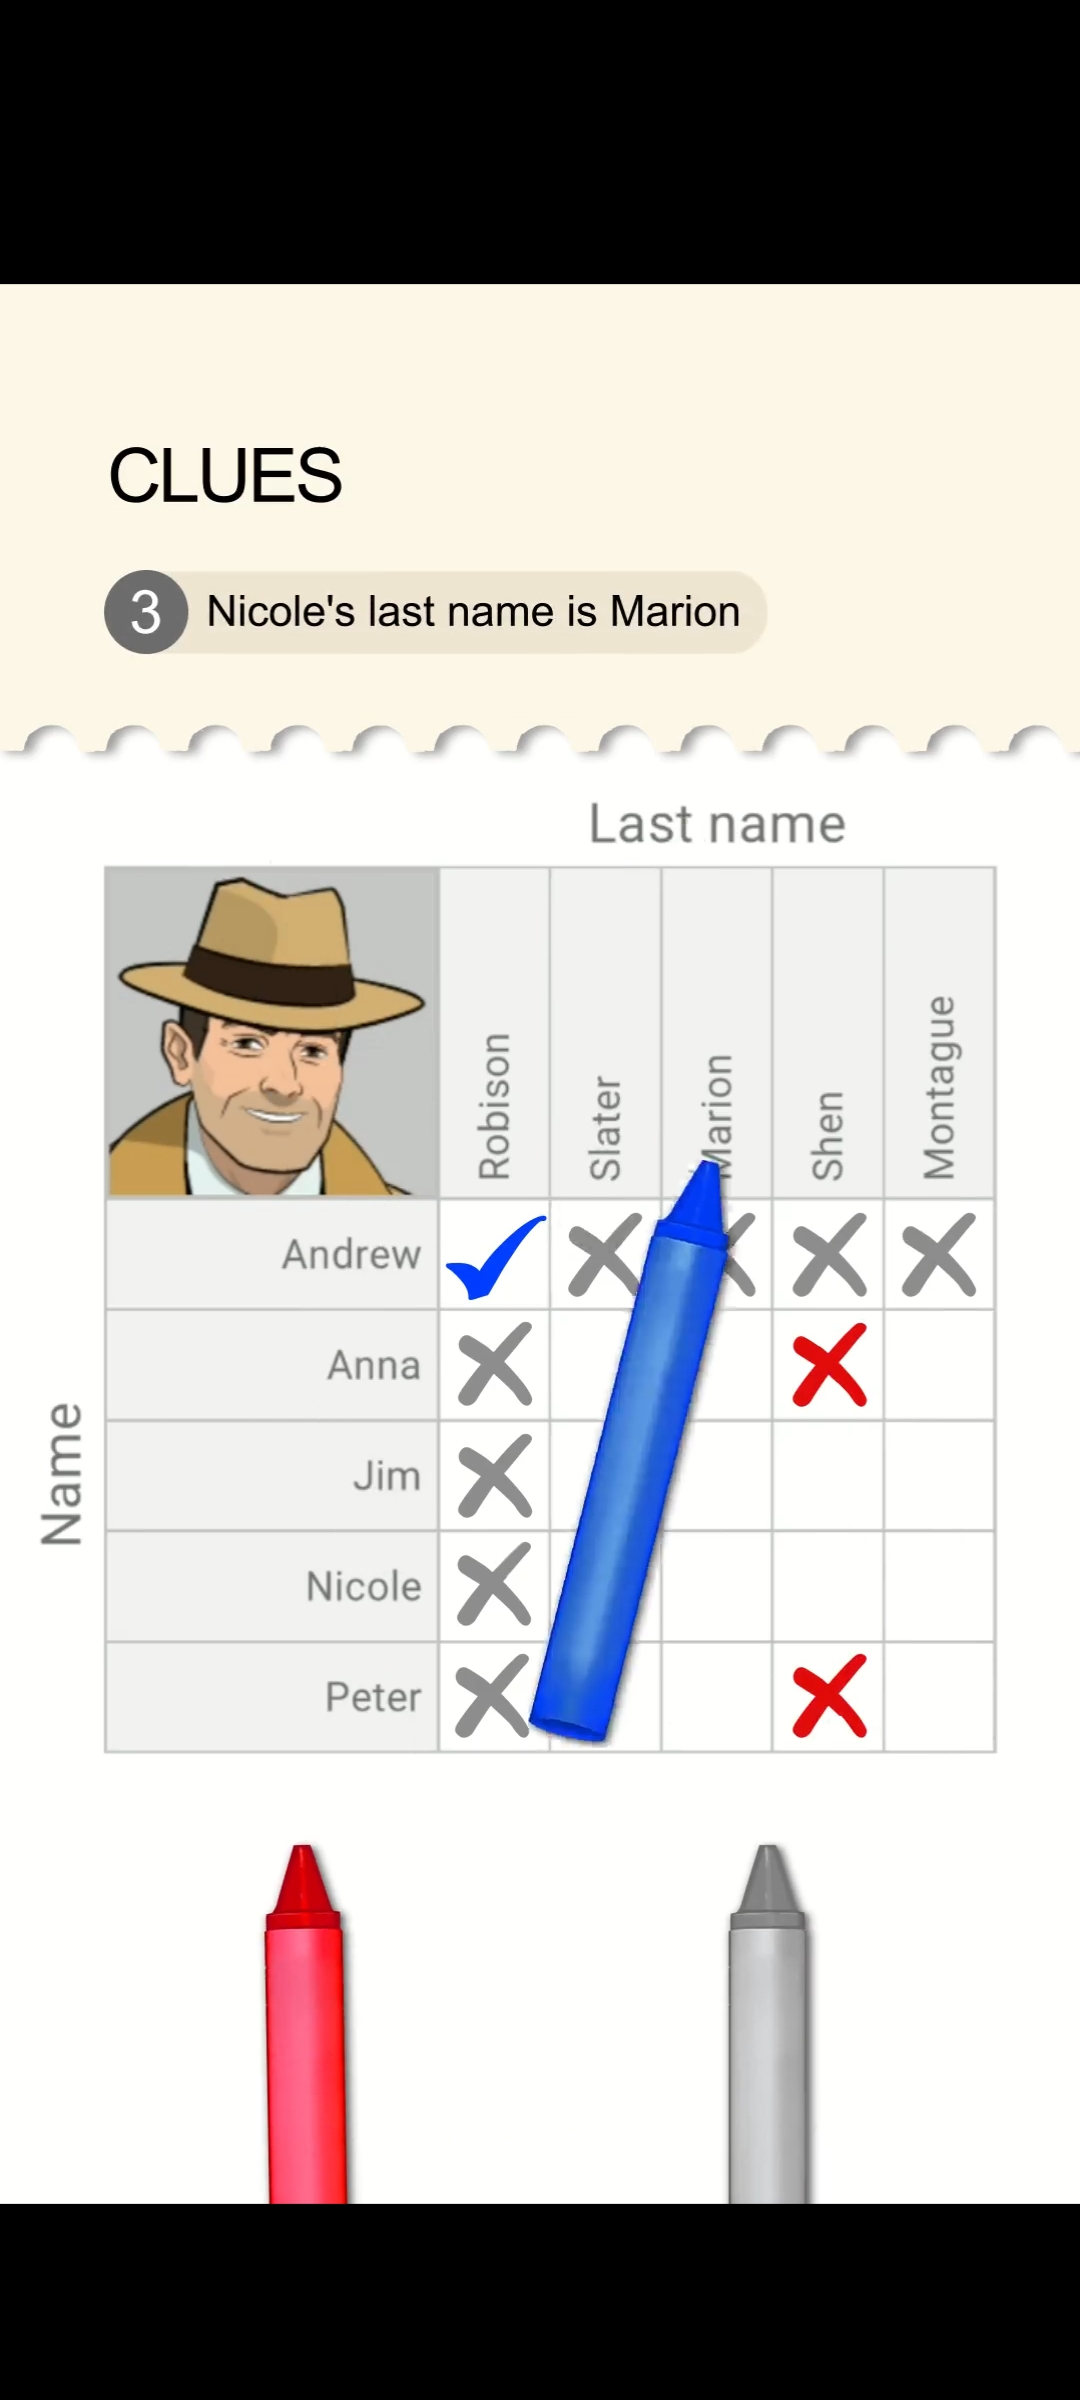 CLUES
3 Nicole's last name is Marion
Last name
Robison
Slater
Marion
Shen
Montague
Name
Andrew
Anna
Jim
Nicole
Peter